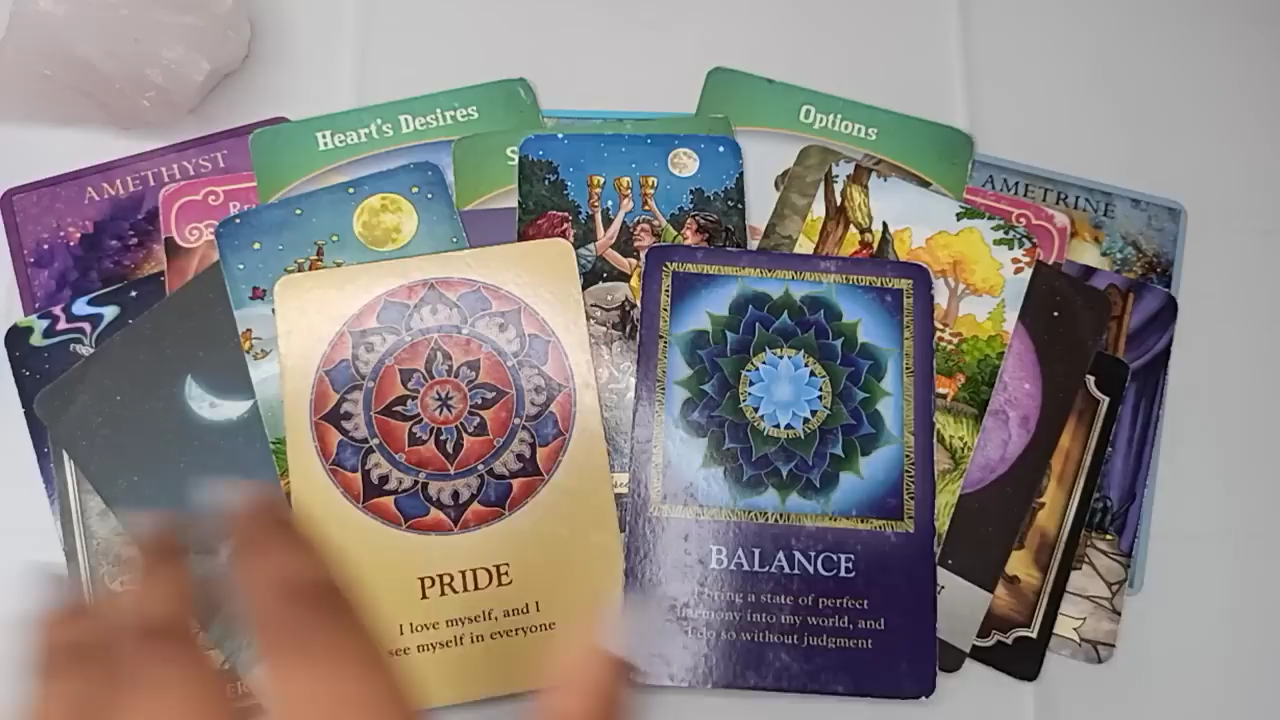 Heart's Desires
Options
AMETHYST
AMETRINE
PRIDE
I love myself, and I
see myself in everyone
BALANCE
I bring a state of perfect
harmony into my world, and
I do so without judgment